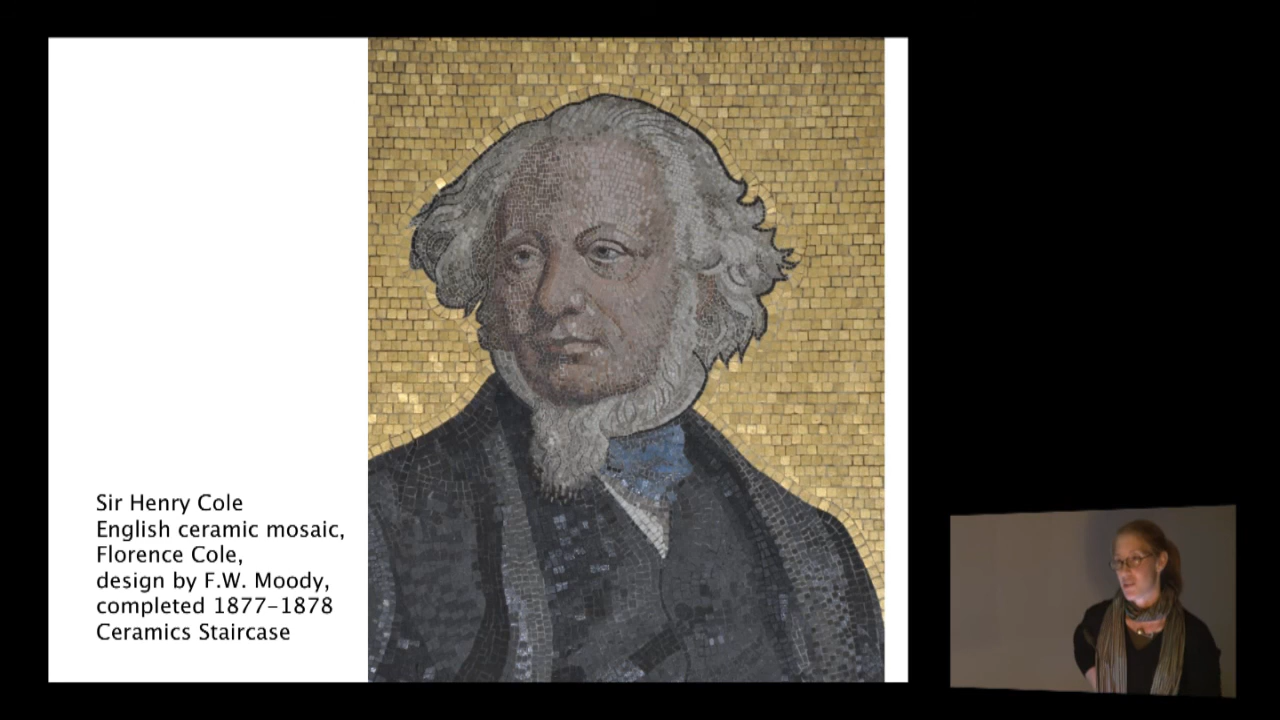 Sir Henry Cole
English ceramic mosaic,
Florence Cole,
design by F.W. Moody,
completed 1877–1878
Ceramics Staircase